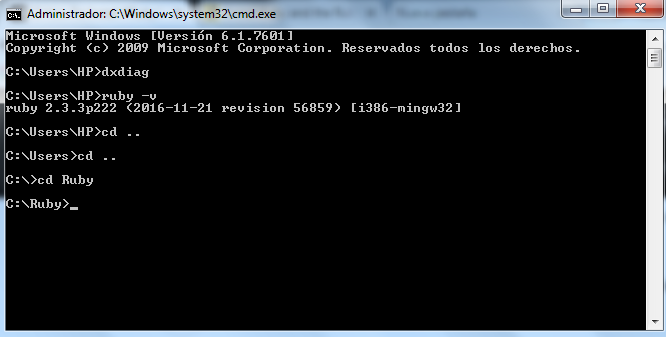 Administrador: C:\Windows\system32\cmd.exe
Microsoft Windows [Versión 6.1.7601]
Copyright (c) 2009 Microsoft Corporation. Reservados todos los derechos.
C:\Users\HP>dxdiag
C:\Users\HP>ruby -v
ruby 2.3.3p222 (2016-11-21 revision 56859) [i386-mingw32]
C:\Users\HP>cd ..
C:\Users>cd ..
C:\>cd Ruby
C:\Ruby>_